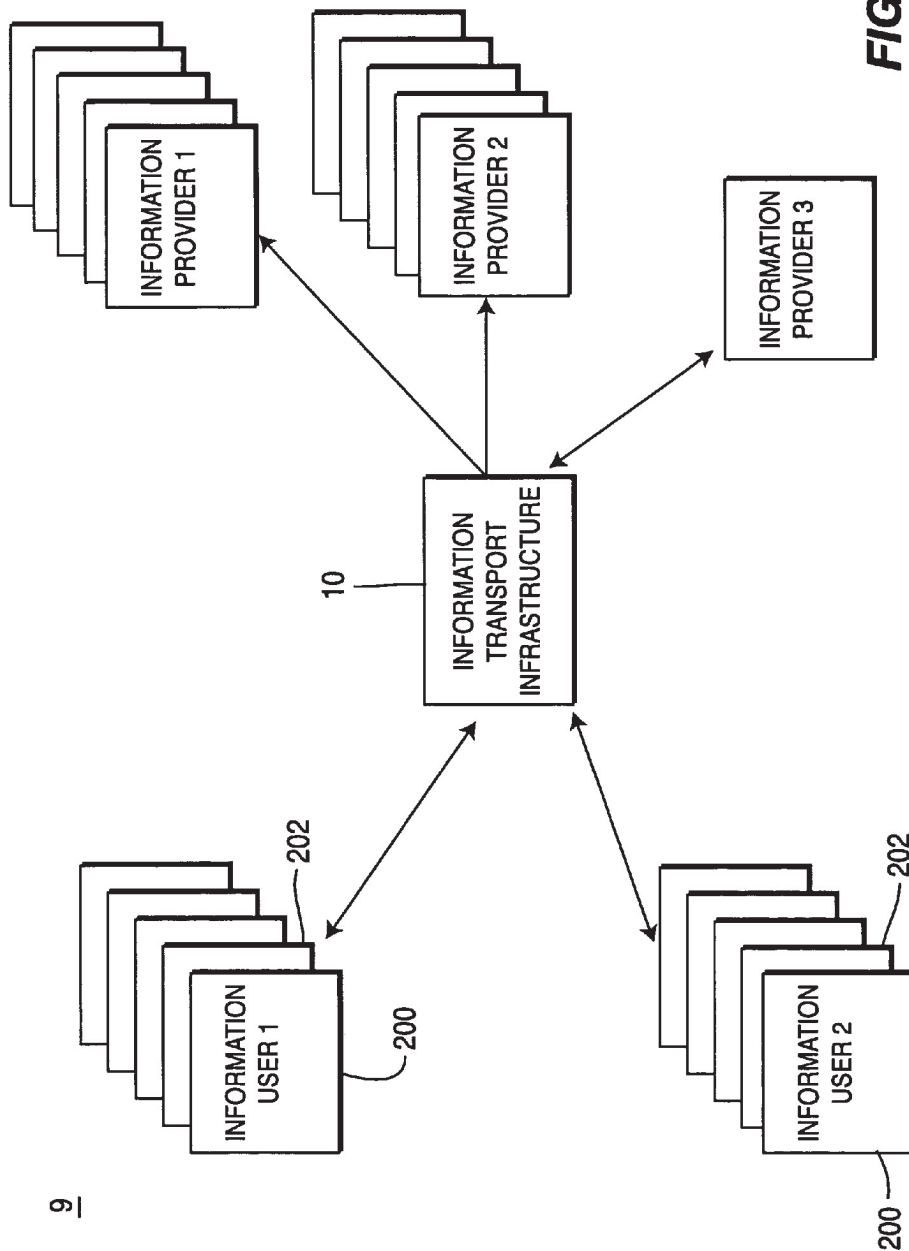 9
INFORMATION
USER 1
202
200
INFORMATION
USER 2
202
200
10
INFORMATION
TRANSPORT
INFRASTRUCTURE
INFORMATION
PROVIDER 1
INFORMATION
PROVIDER 2
INFORMATION
PROVIDER 3
FIG